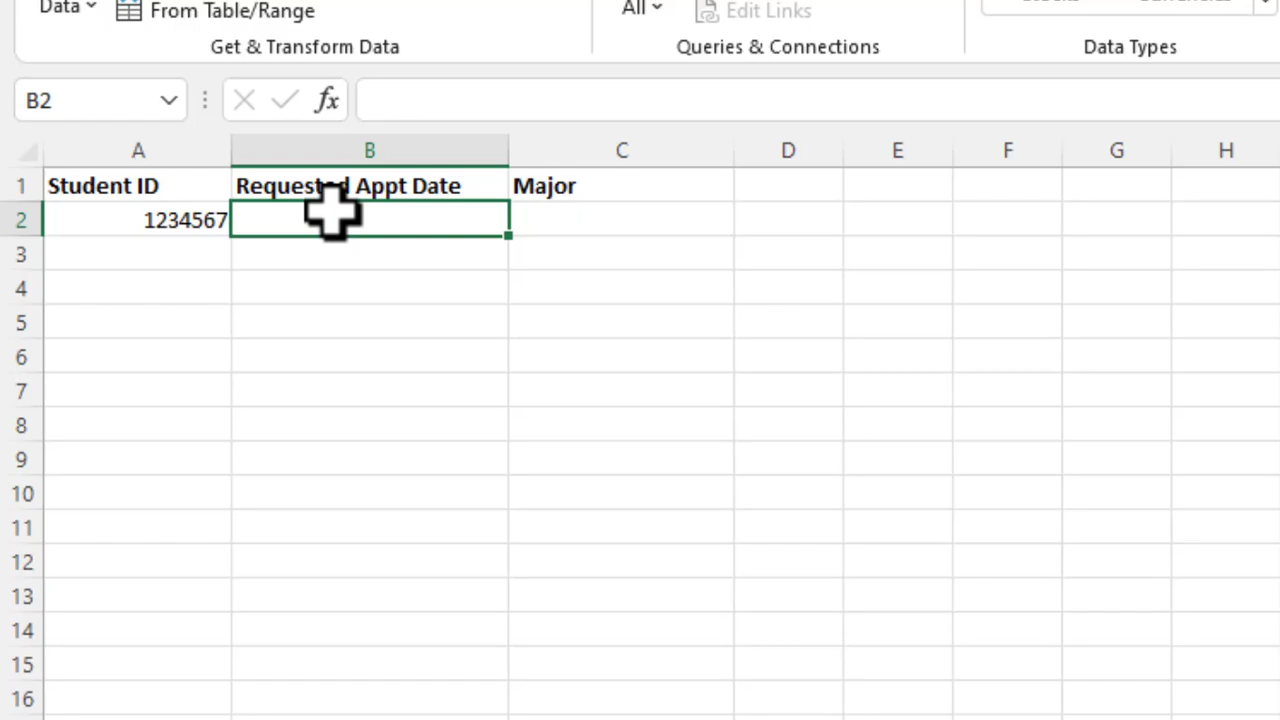 Data
From Table/Range
All
Edit Links
Get & Transform Data
Queries & Connections
Data Types
B2
fx
A B C D E F G H
1 Student ID Requested Appt Date Major
2 1234567
3
4
5
6
7
8
9
10
11
12
13
14
15
16